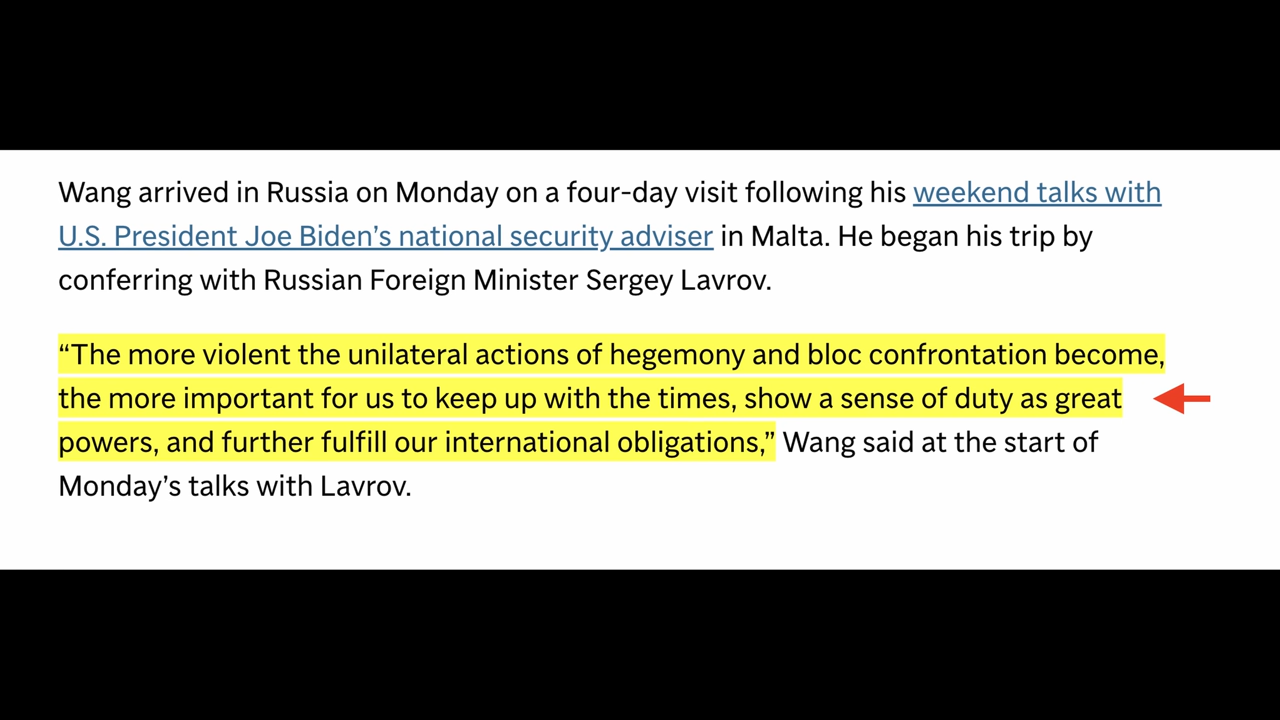 Wang arrived in Russia on Monday on a four-day visit following his weekend talks with
U.S. President Joe Biden’s national security adviser in Malta. He began his trip by
conferring with Russian Foreign Minister Sergey Lavrov.
“The more violent the unilateral actions of hegemony and bloc confrontation become,
the more important for us to keep up with the times, show a sense of duty as great
powers, and further fulfill our international obligations,” Wang said at the start of
Monday’s talks with Lavrov.